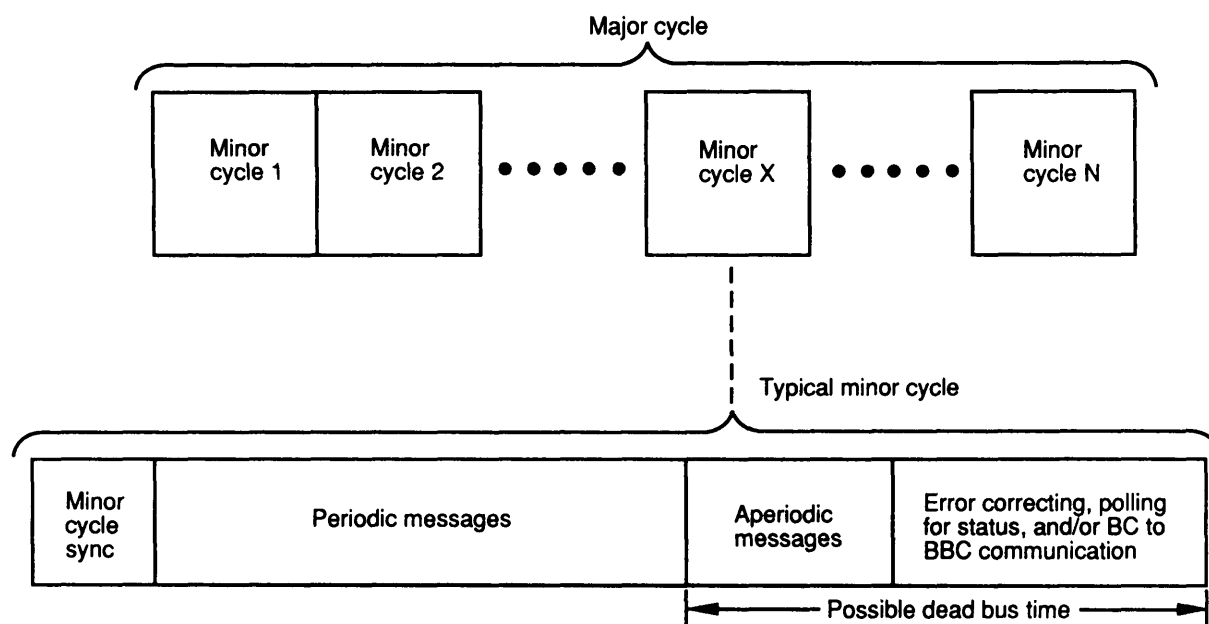 Major cycle
Minor
cycle 1
Minor
cycle 2
Minor
cycle X
Minor
cycle N
Typical minor cycle
Minor
cycle
sync
Periodic messages
Aperiodic
messages
Error correcting, polling
for status, and/or BC to
BBC communication
Possible dead bus time